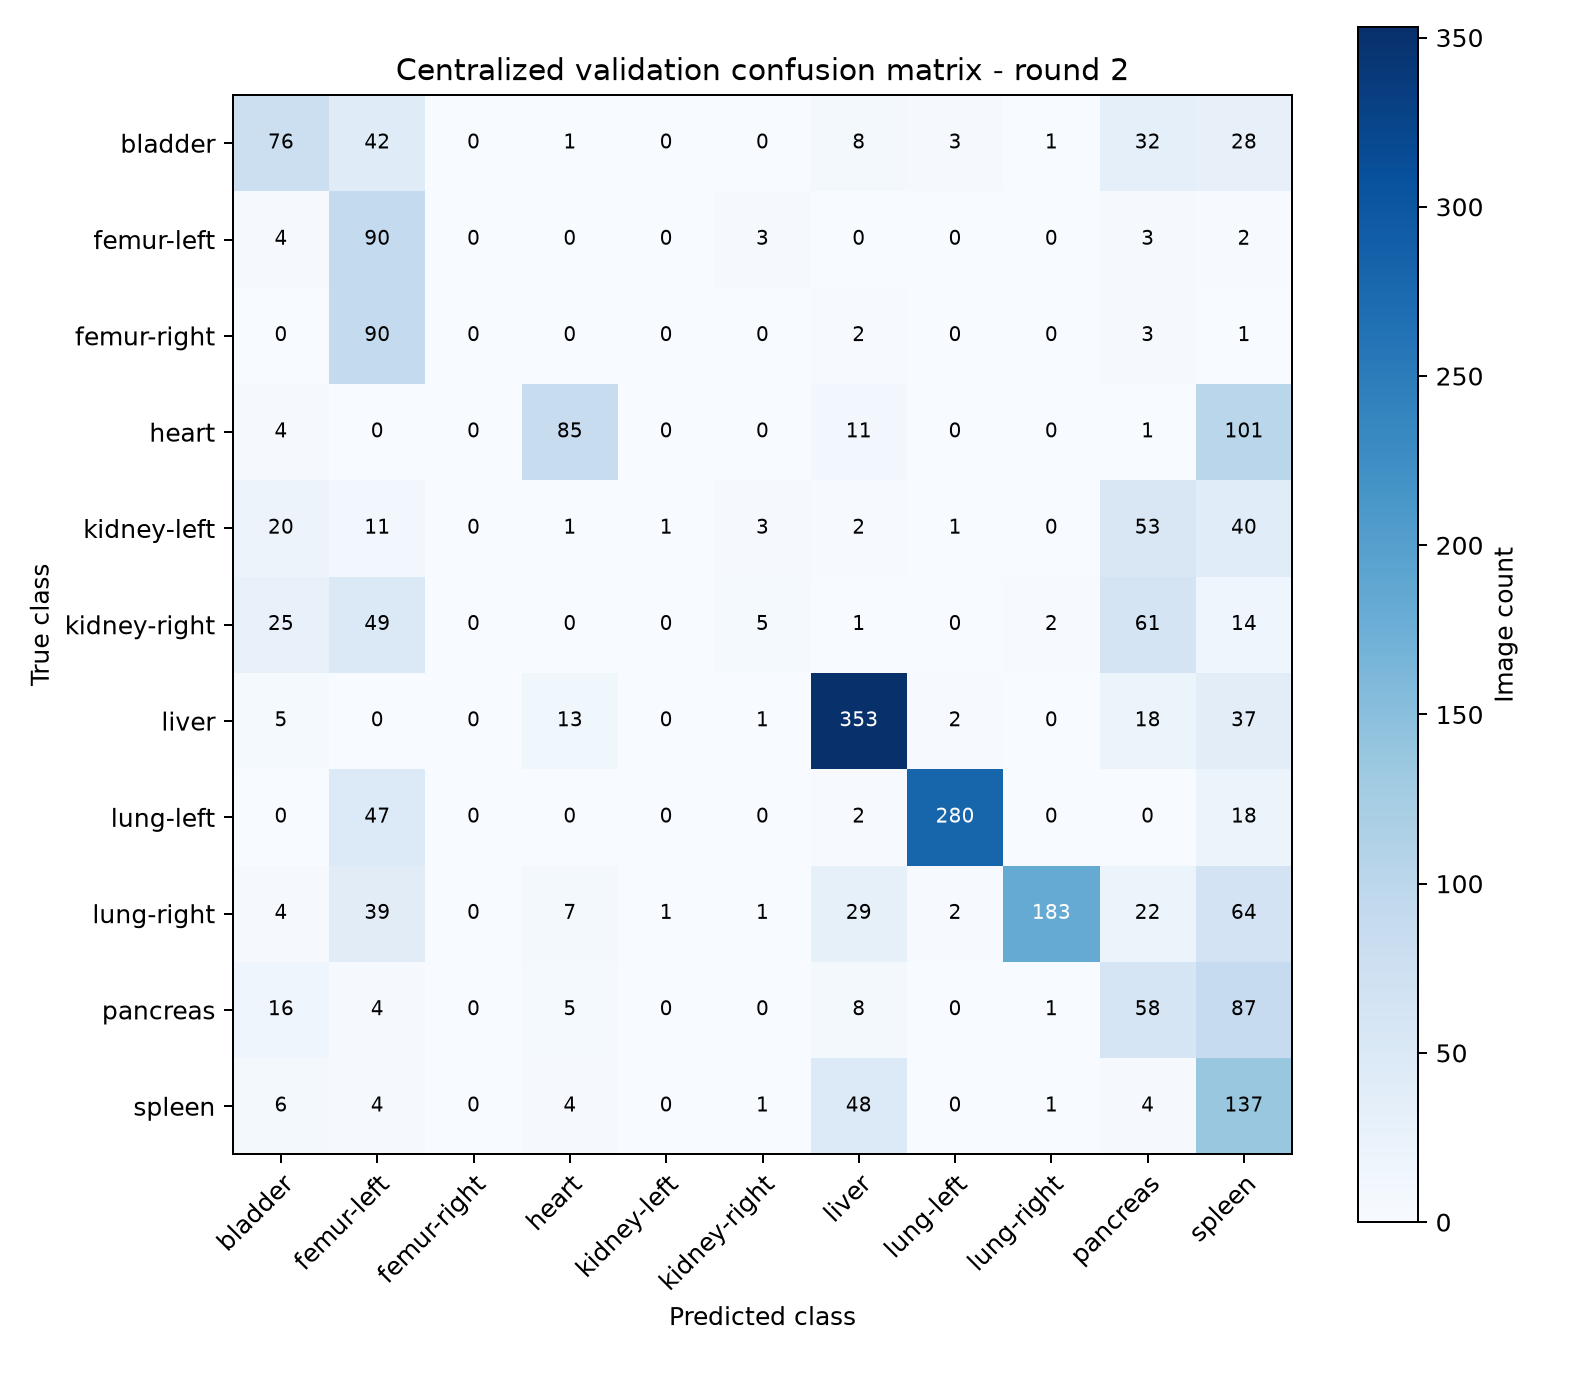 Centralized validation confusion matrix - round 2
bladder 76 42 0 1 0 0 8 3 1 32 28
femur-left 4 90 0 0 0 3 0 0 0 3 2
femur-right 0 90 0 0 0 0 2 0 0 3 1
heart 4 0 0 85 0 0 11 0 0 1 101
kidney-left 20 11 0 1 1 3 2 1 0 53 40
kidney-right 25 49 0 0 0 5 1 0 2 61 14
liver 5 0 0 13 0 1 353 2 0 18 37
lung-left 0 47 0 0 0 0 2 280 0 0 18
lung-right 4 39 0 7 1 1 29 2 183 22 64
pancreas 16 4 0 5 0 0 8 0 1 58 87
spleen 6 4 0 4 0 1 48 0 1 4 137
bladder femur-left femur-right heart kidney-left kidney-right liver lung-left lung-right pancreas spleen
Predicted class
True class
350
300
250
200
150
100
50
0
Image count